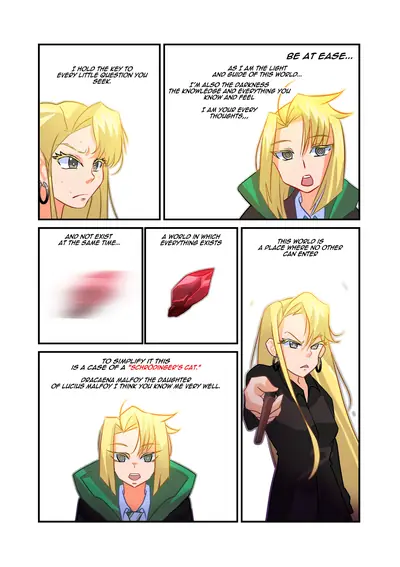 BE AT EASE...
AS I AM THE LIGHT
AND GUIDE OF THIS WORLD...
I'M ALSO THE DARKNESS
THE KNOWLEDGE AND EVERYTHING YOU
KNOW AND FEEL
I AM YOUR EVERY
THOUGHTS,,,
I HOLD THE KEY TO
EVERY LITTLE QUESTION YOU
SEEK.
THIS WORLD IS
A PLACE WHERE NO OTHER
CAN ENTER
A WORLD IN WHICH
EVERYTHING EXISTS
AND NOT EXIST
AT THE SAME TIME...
TO SIMPLIFY IT THIS
IS A CASE OF A "SCHRODINGER'S CAT."
DRACAENA MALFOY THE DAUGHTER
OF LUCIUS MALFOY I THINK YOU KNOW ME VERY WELL.